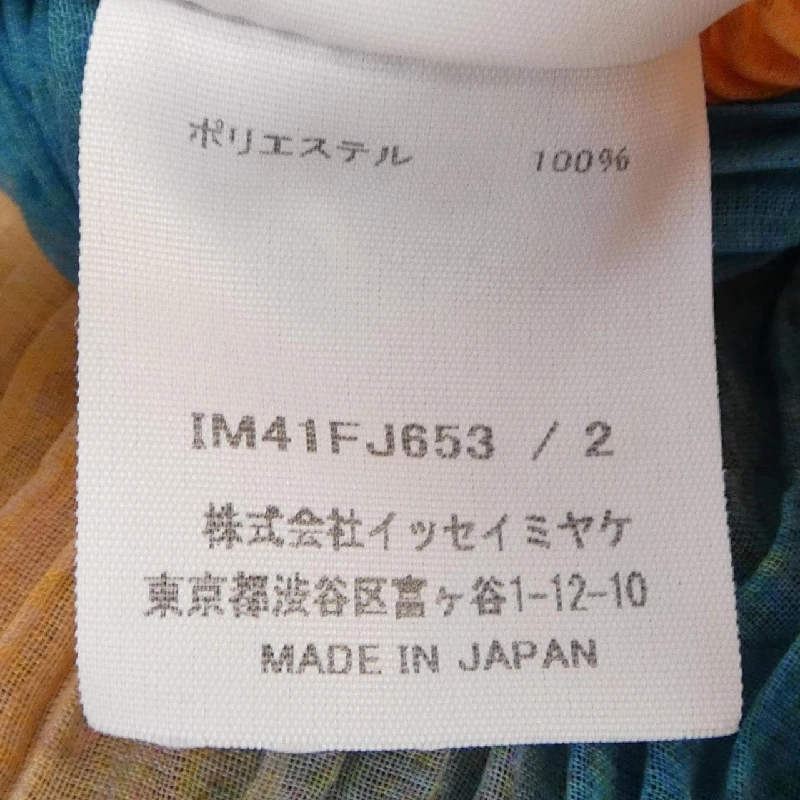 ポリエステル 100%
IM41FJ653 / 2
株式会社イッセイミヤケ
東京都渋谷区富ヶ谷1-12-10
MADE IN JAPAN